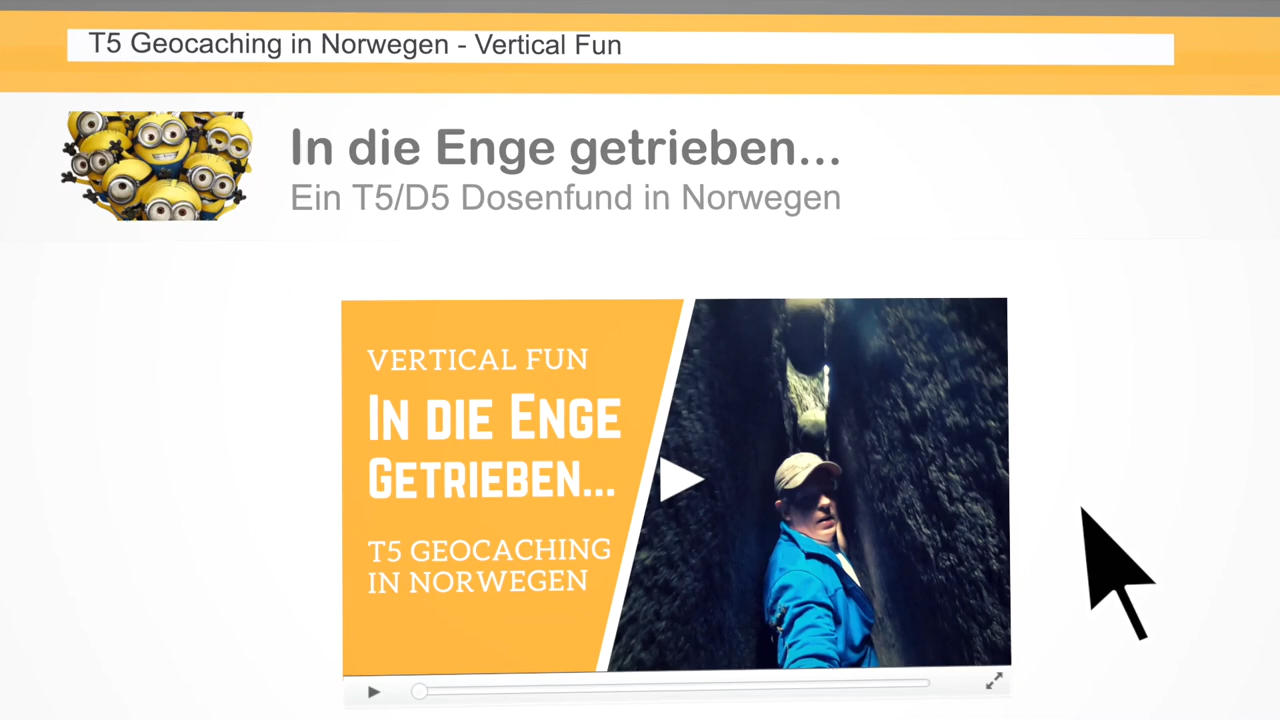 T5 Geocaching in Norwegen - Vertical Fun
In die Enge getrieben...
Ein T5/D5 Dosenfund in Norwegen
VERTICAL FUN
IN DIE ENGE
GETRIEBEN...
T5 GEOCACHING
IN NORWEGEN